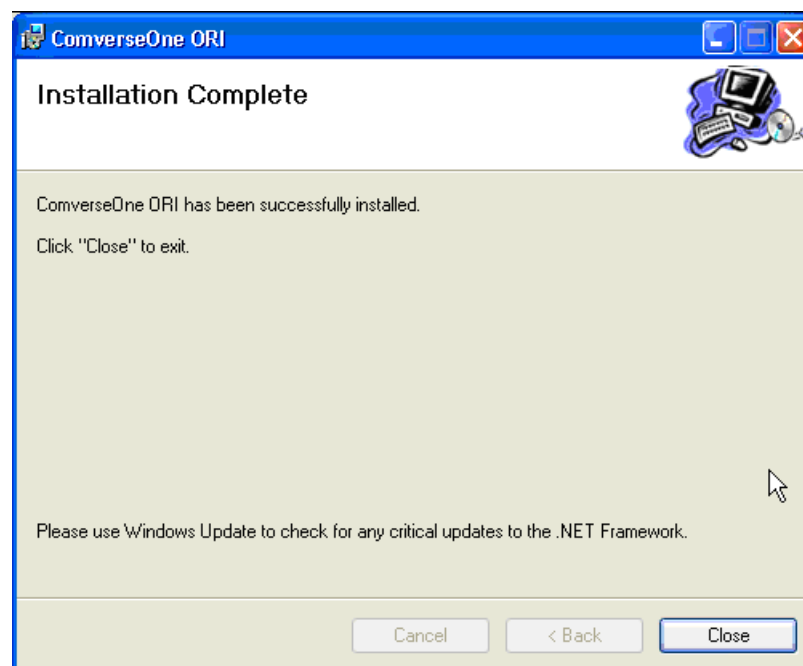 ComverseOne ORI
Installation Complete
ComverseOne ORI has been successfully installed.
Click "Close" to exit.
Please use Windows Update to check for any critical updates to the .NET Framework.
Cancel
< Back
Close